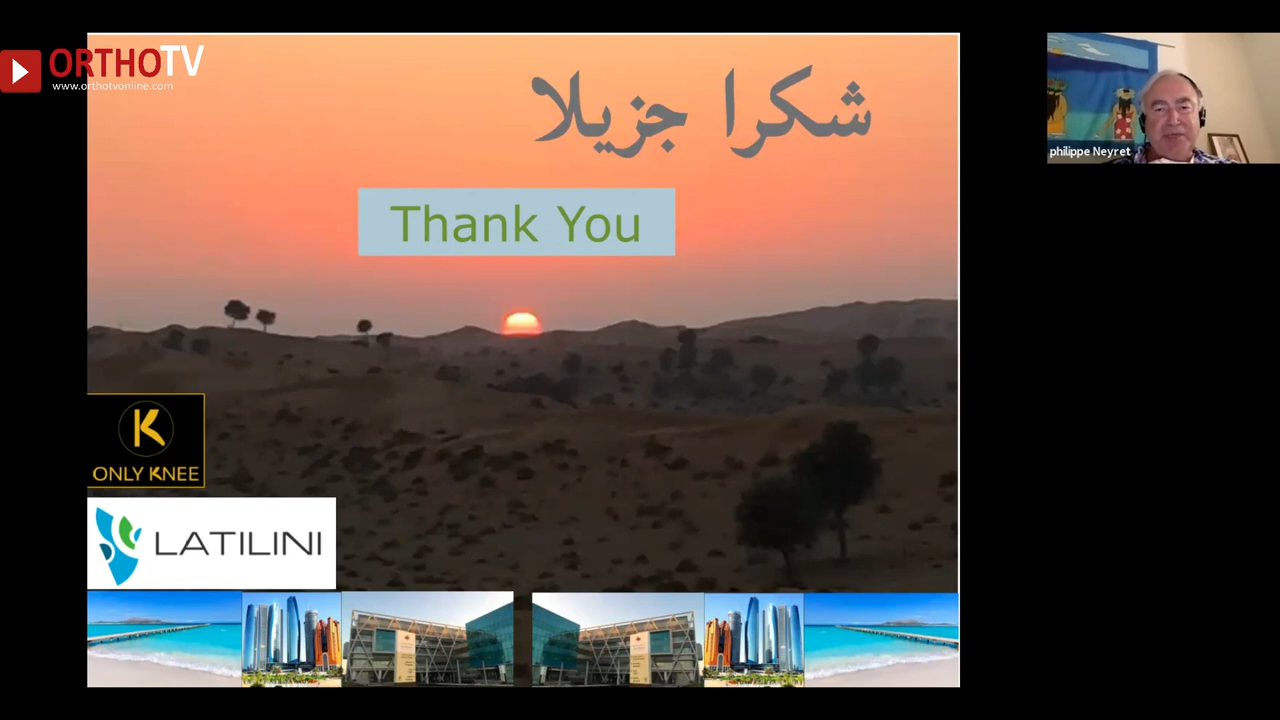 ORTHOTV
www.orthotvonline.com
شكرا جزيلا
Thank You
philippe Neyret
K
ONLY KNEE
LATILINI